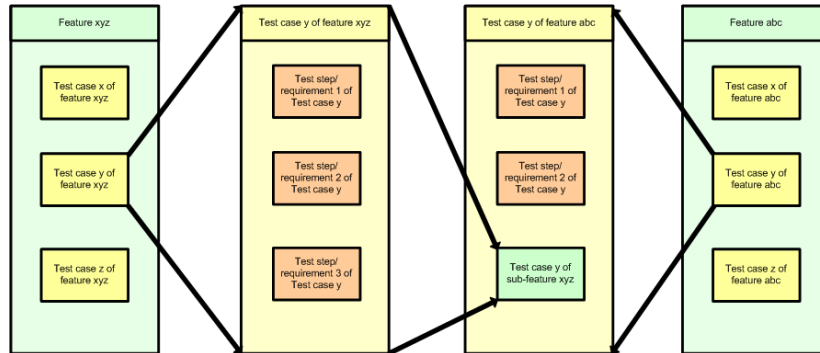 Feature xyz
Test case x of
feature xyz
Test case y of
feature xyz
Test case z of
feature xyz
Test case y of feature xyz
Test step/
requirement 1 of
Test case y
Test step/
requirement 2 of
Test case y
Test step/
requirement 3 of
Test case y
Test case y of feature abc
Test step/
requirement 1 of
Test case y
Test step/
requirement 2 of
Test case y
Test case y of
sub-feature xyz
Feature abc
Test case x of
feature abc
Test case y of
feature abc
Test case z of
feature abc